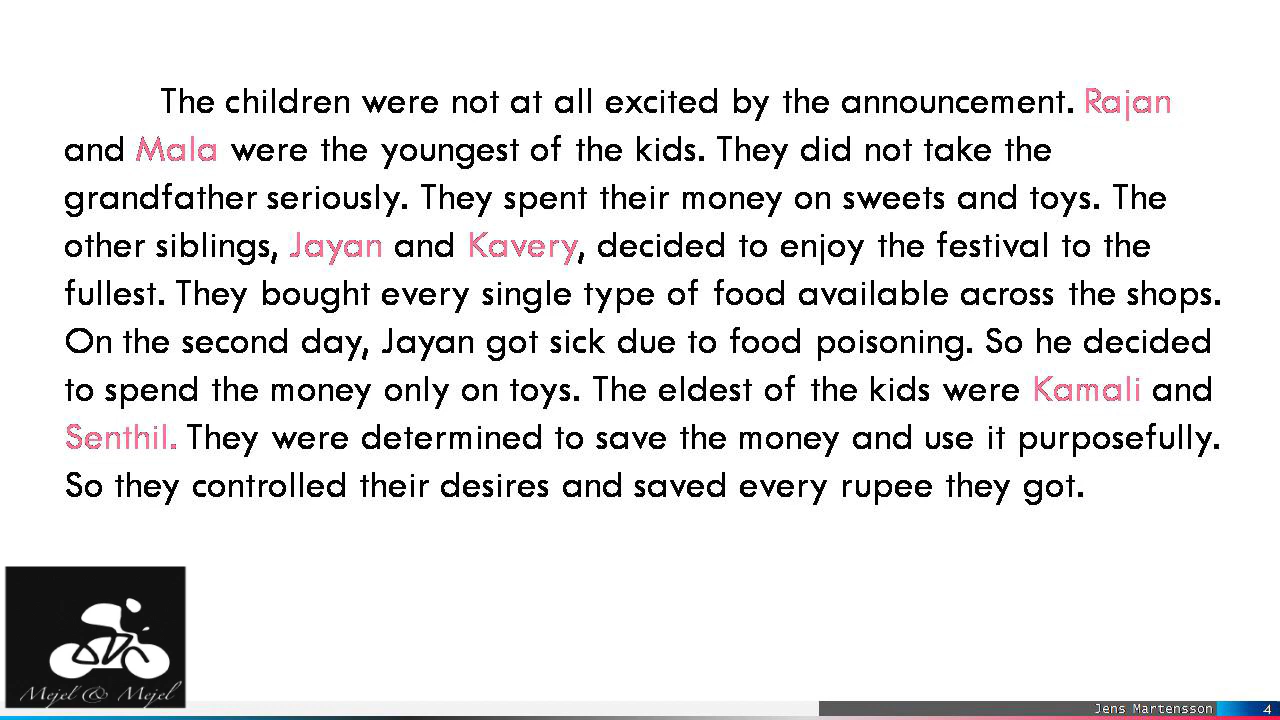 The children were not at all excited by the announcement. Rajan
and Mala were the youngest of the kids. They did not take the
grandfather seriously. They spent their money on sweets and toys. The
other siblings, Jayan and Kavery, decided to enjoy the festival to the
fullest. They bought every single type of food available across the shops.
On the second day, Jayan got sick due to food poisoning. So he decided
to spend the money only on toys. The eldest of the kids were Kamali and
Senthil. They were determined to save the money and use it purposefully.
So they controlled their desires and saved every rupee they got.
Mejel & Mejel
Jens Martensson
4